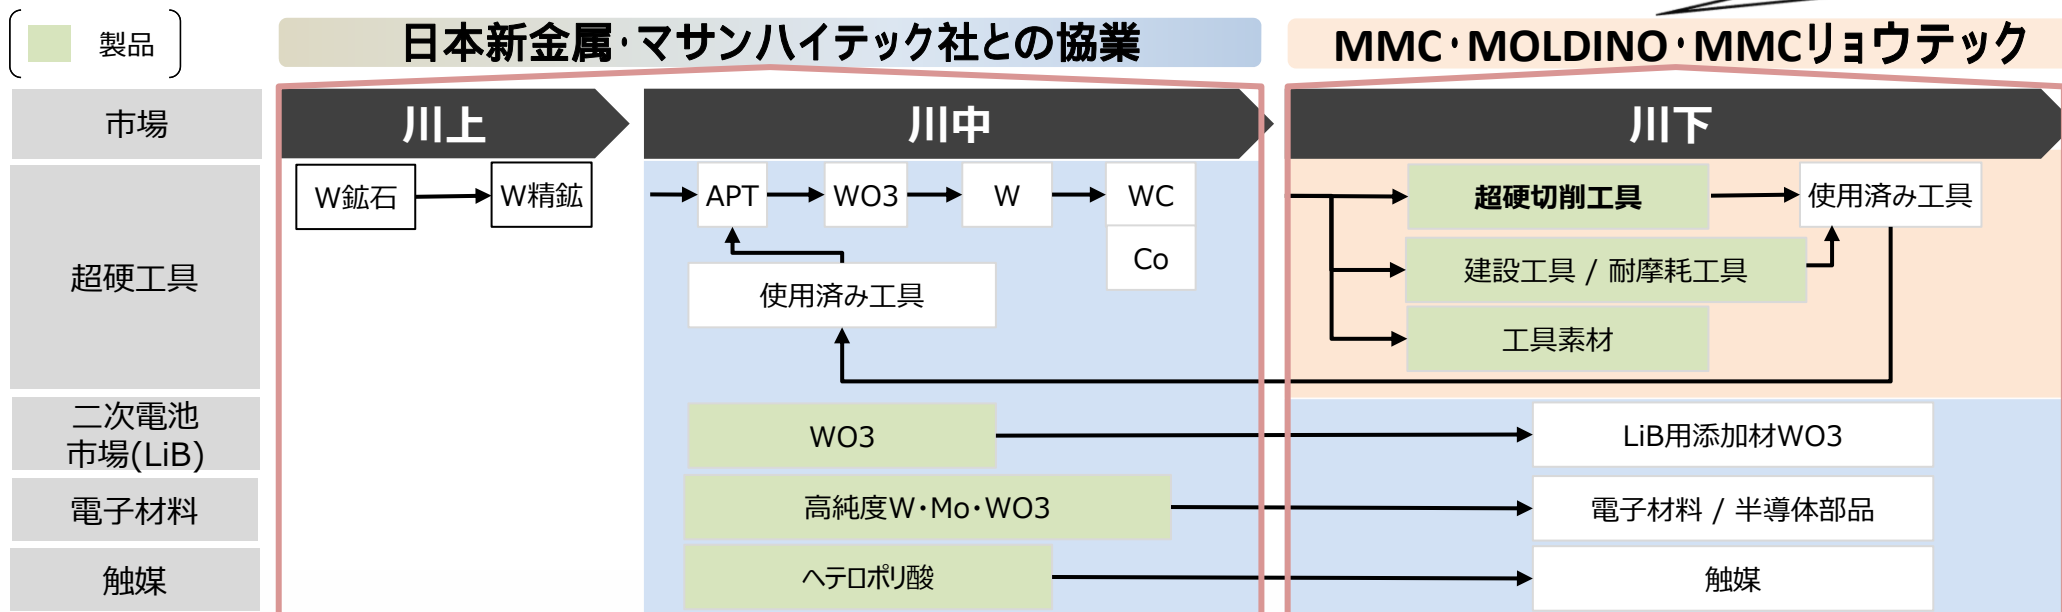 製品
日本新金属・マサンハイテック社との協業
MMC・MOLDINO・MMCリョウテック
市場
川上
川中
川下
超硬工具
W鉱石
W精鉱
APT
WO3
W
WC
Co
使用済み工具
超硬切削工具
使用済み工具
建設工具 / 耐摩耗工具
工具素材
二次電池
市場(LiB)
WO3
LiB用添加材WO3
電子材料
高純度W・Mo・WO3
電子材料 / 半導体部品
触媒
ヘテロポリ酸
触媒